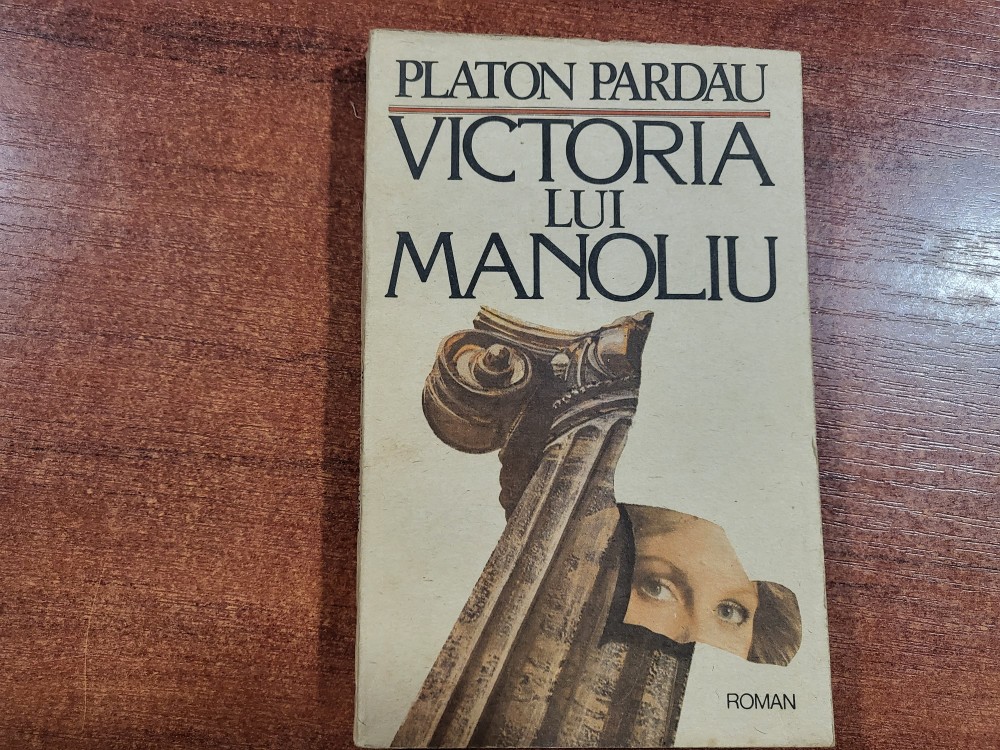 PLATON PARDĂU
VICTORIA
LUI
MANOLIU
ROMAN